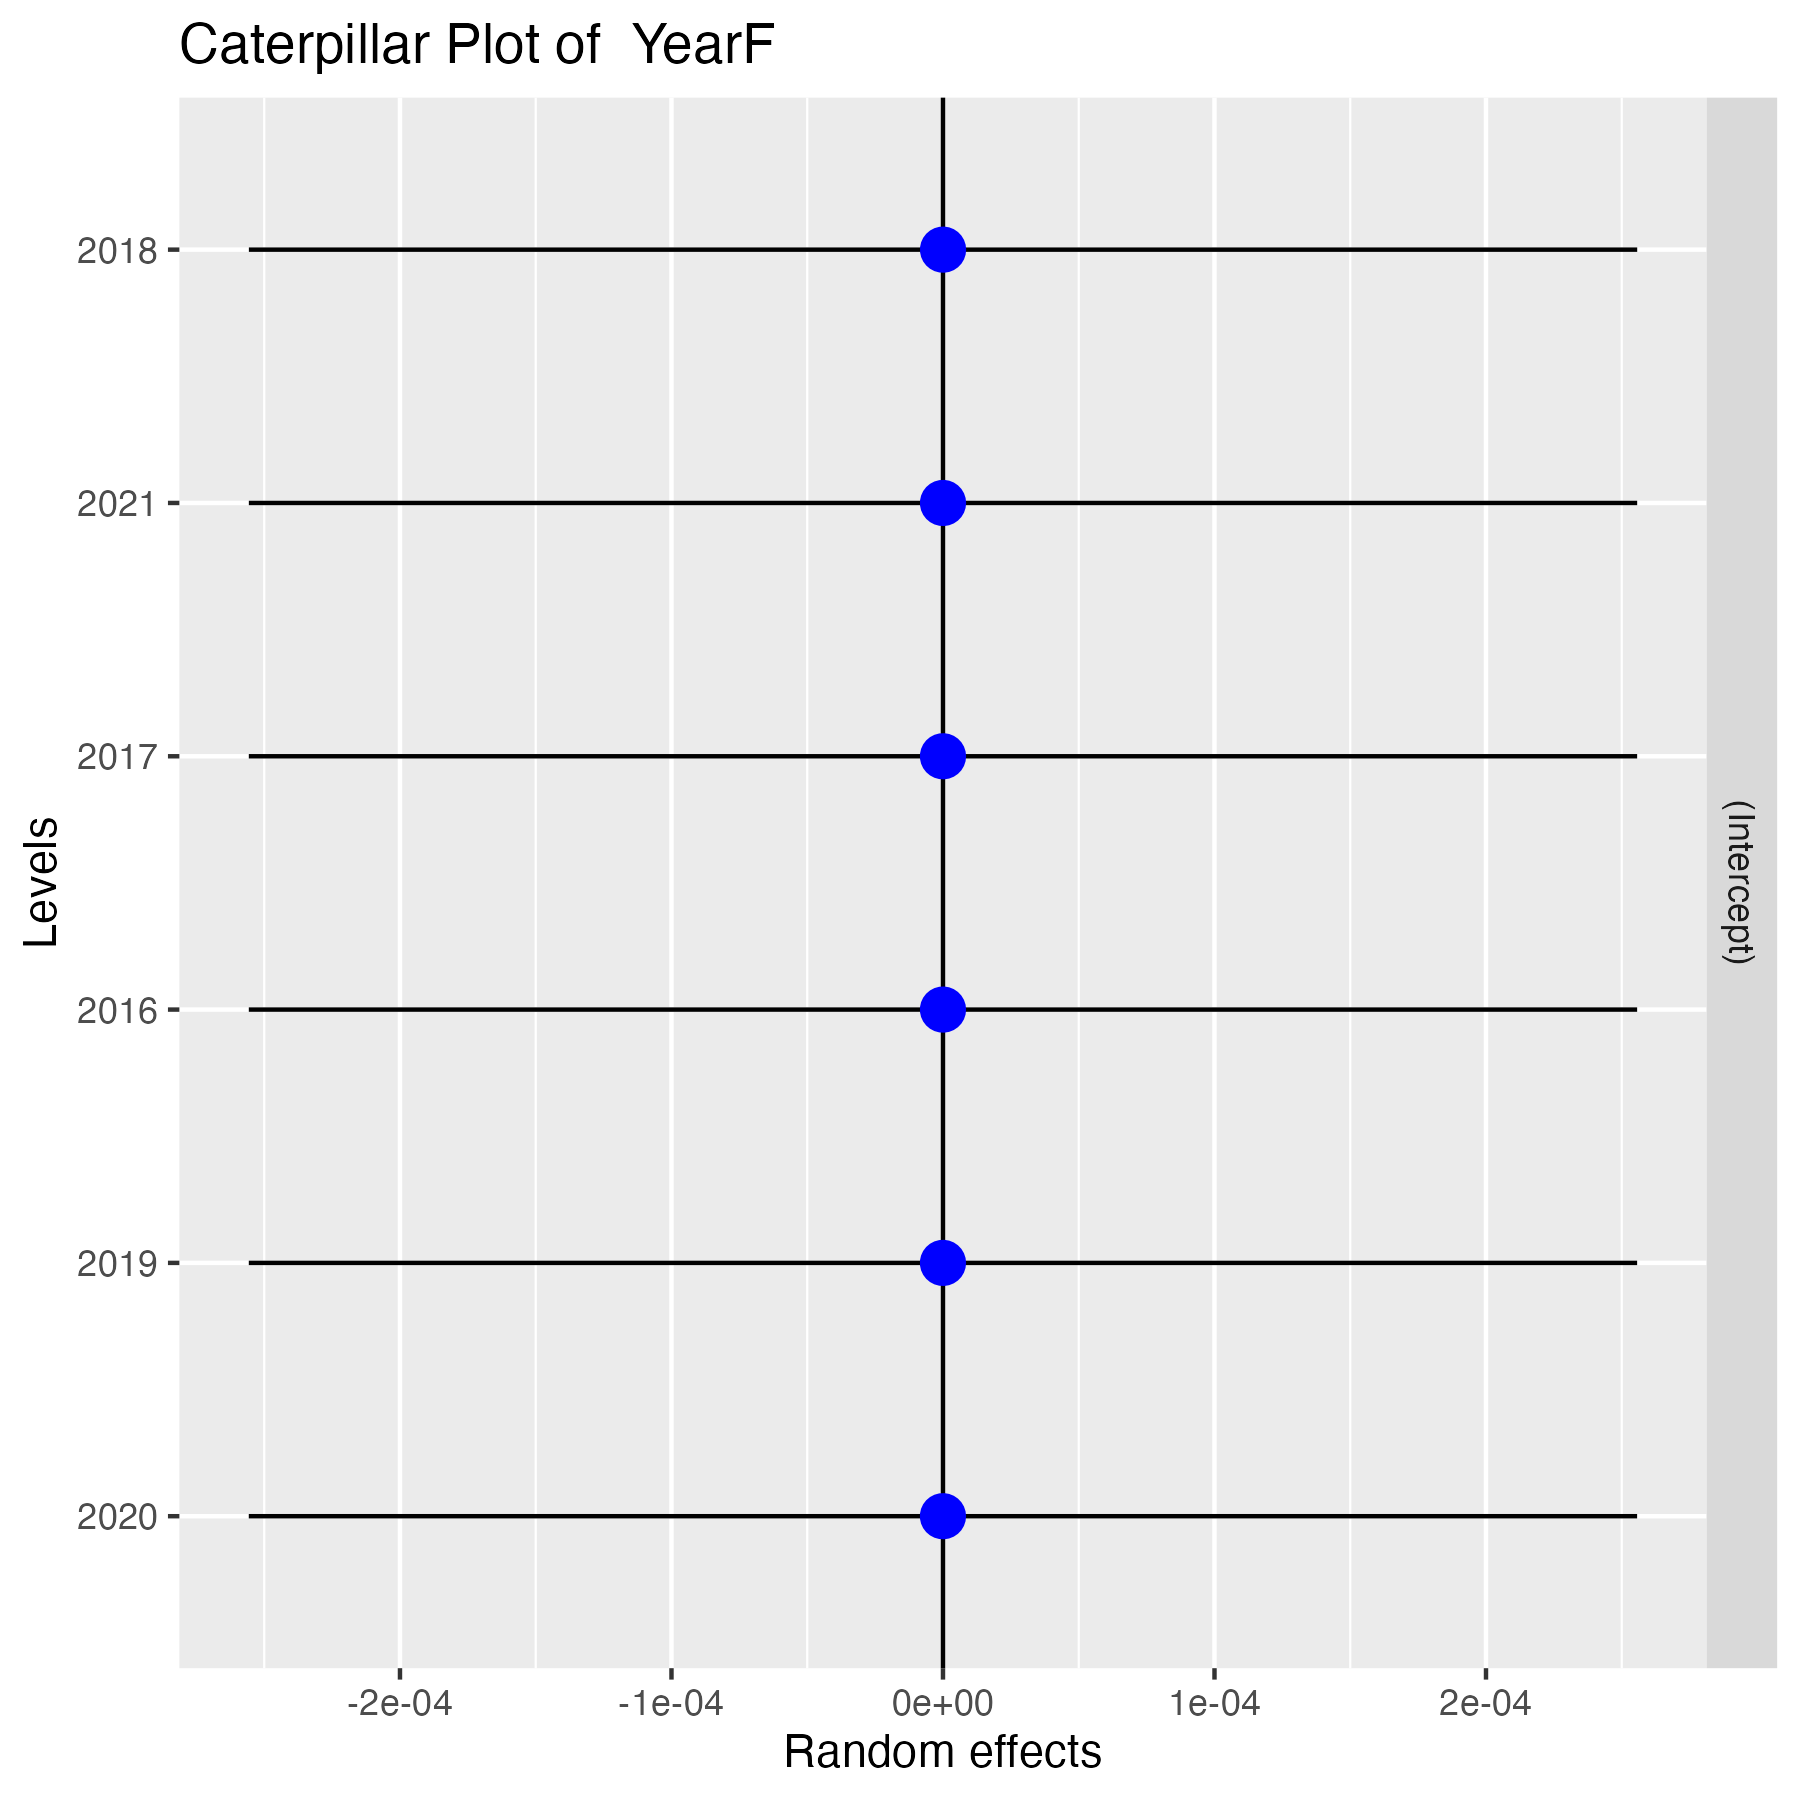 Caterpillar Plot of  YearF
2018
2021
2017
2016
2019
2020
Levels
(Intercept)
-2e-04
-1e-04
0e+00
1e-04
2e-04
Random effects